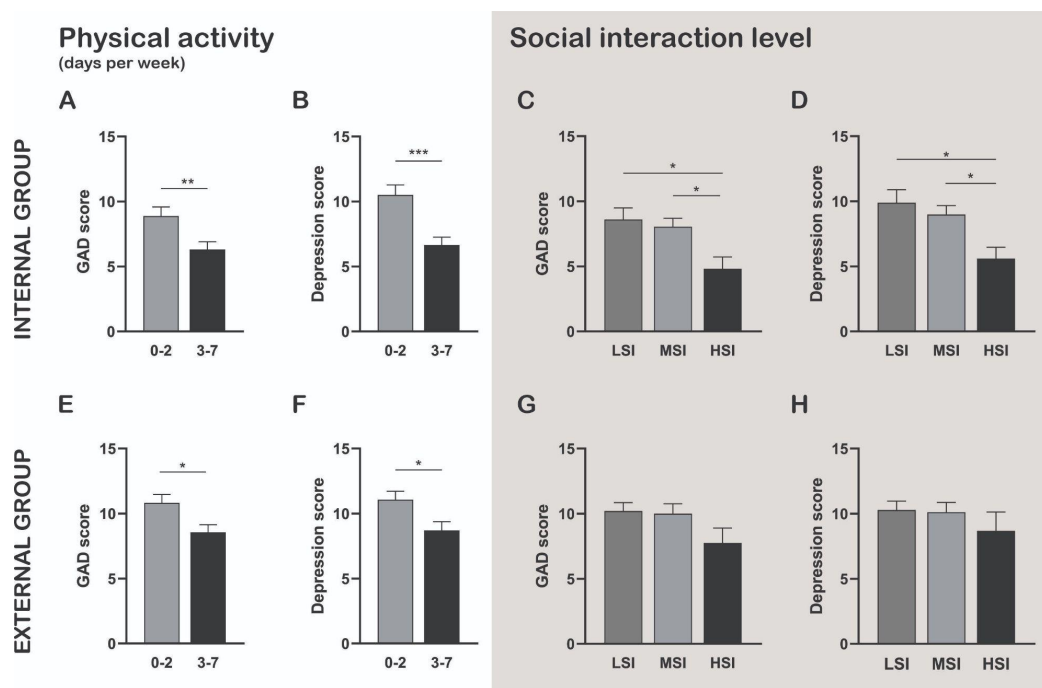 Physical activity
(days per week)
Social interaction level
INTERNAL GROUP
A
GAD score
15
10
5
0
**
0-2 3-7
B
Depression score
15
10
5
0
***
0-2 3-7
C
GAD score
15
10
5
0
*
*
LSI MSI HSI
D
Depression score
15
10
5
0
*
*
LSI MSI HSI
EXTERNAL GROUP
E
GAD score
15
10
5
0
*
0-2 3-7
F
Depression score
15
10
5
0
*
0-2 3-7
G
GAD score
15
10
5
0
LSI MSI HSI
H
Depression score
15
10
5
0
LSI MSI HSI